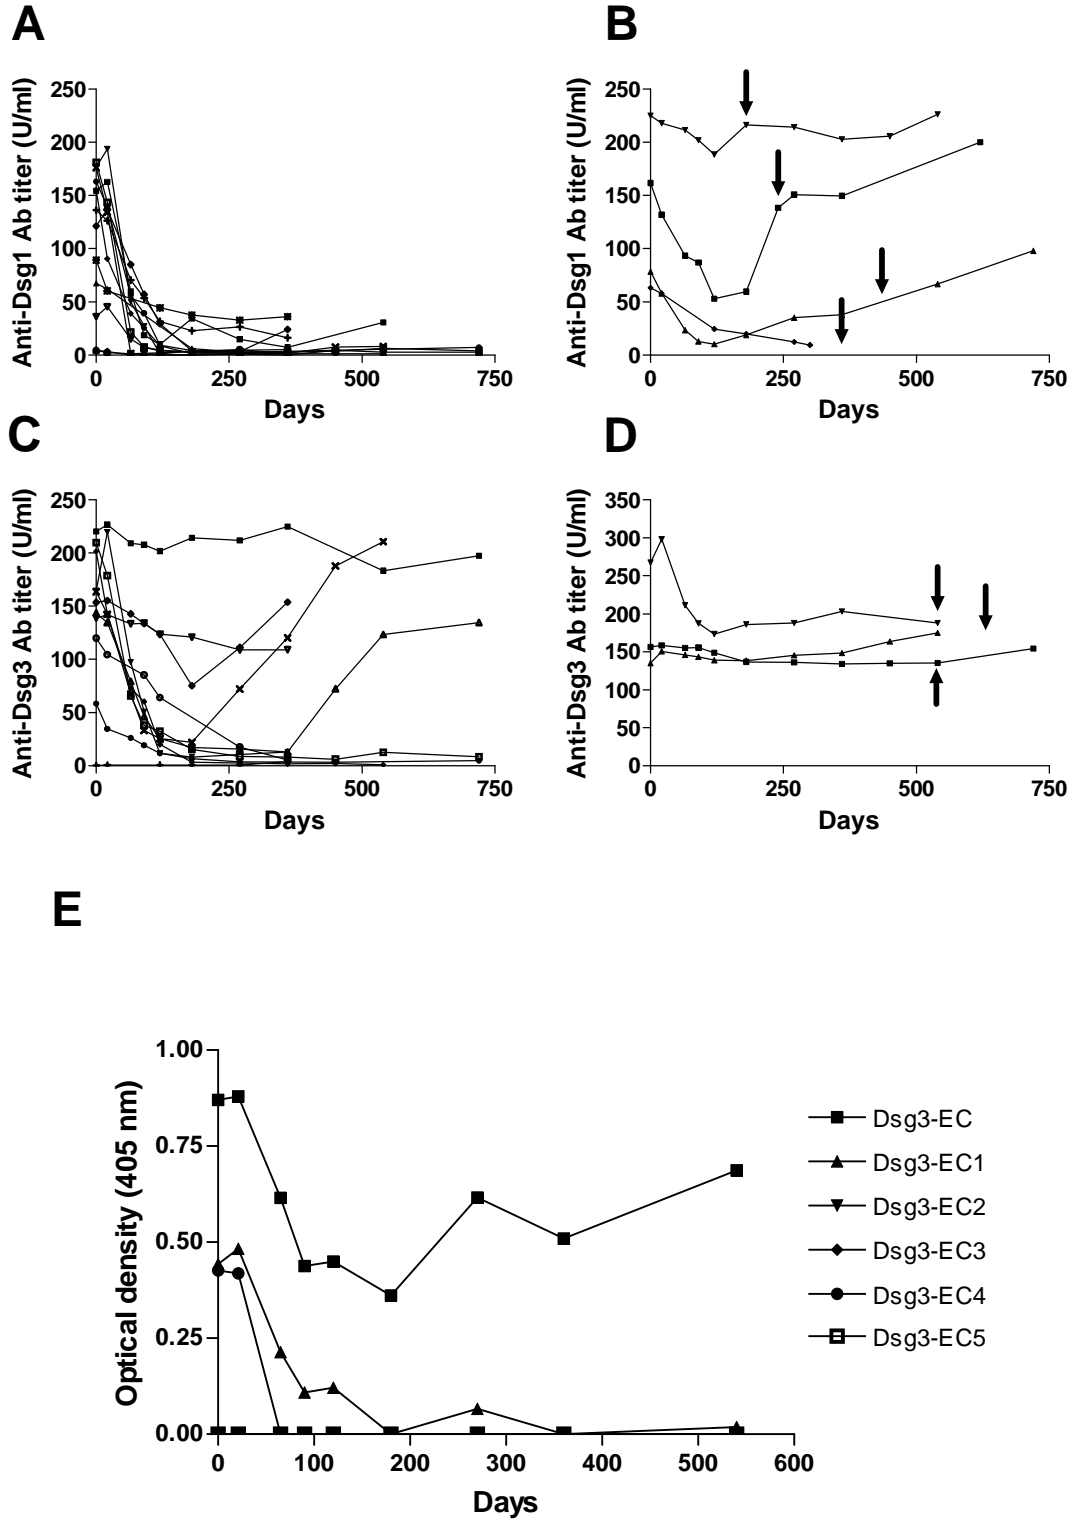 A
B
Anti-Dsg1 Ab titer (U/ml)
250
200
150
100
50
0
0
250
500
750
Days
Anti-Dsg1 Ab titer (U/ml)
250
200
150
100
50
0
0
250
500
750
Days
C
D
Anti-Dsg3 Ab titer (U/ml)
250
200
150
100
50
0
0
250
500
750
Days
Anti-Dsg3 Ab titer (U/ml)
350
300
250
200
150
100
50
0
0
250
500
750
Days
E
Optical density (405 nm)
1.00
0.75
0.50
0.25
0.00
0
100
200
300
400
500
600
Days
Dsg3-EC
Dsg3-EC1
Dsg3-EC2
Dsg3-EC3
Dsg3-EC4
Dsg3-EC5